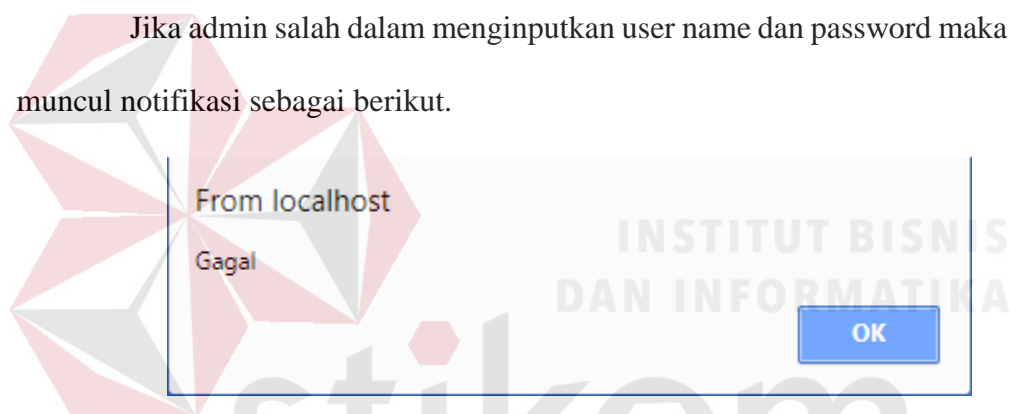 Jika admin salah dalam menginputkan user name dan password maka
muncul notifikasi sebagai berikut.
From localhost
INSTITUT BISNIS
Gagal
DAN INFORMATIKA
OK
stikom